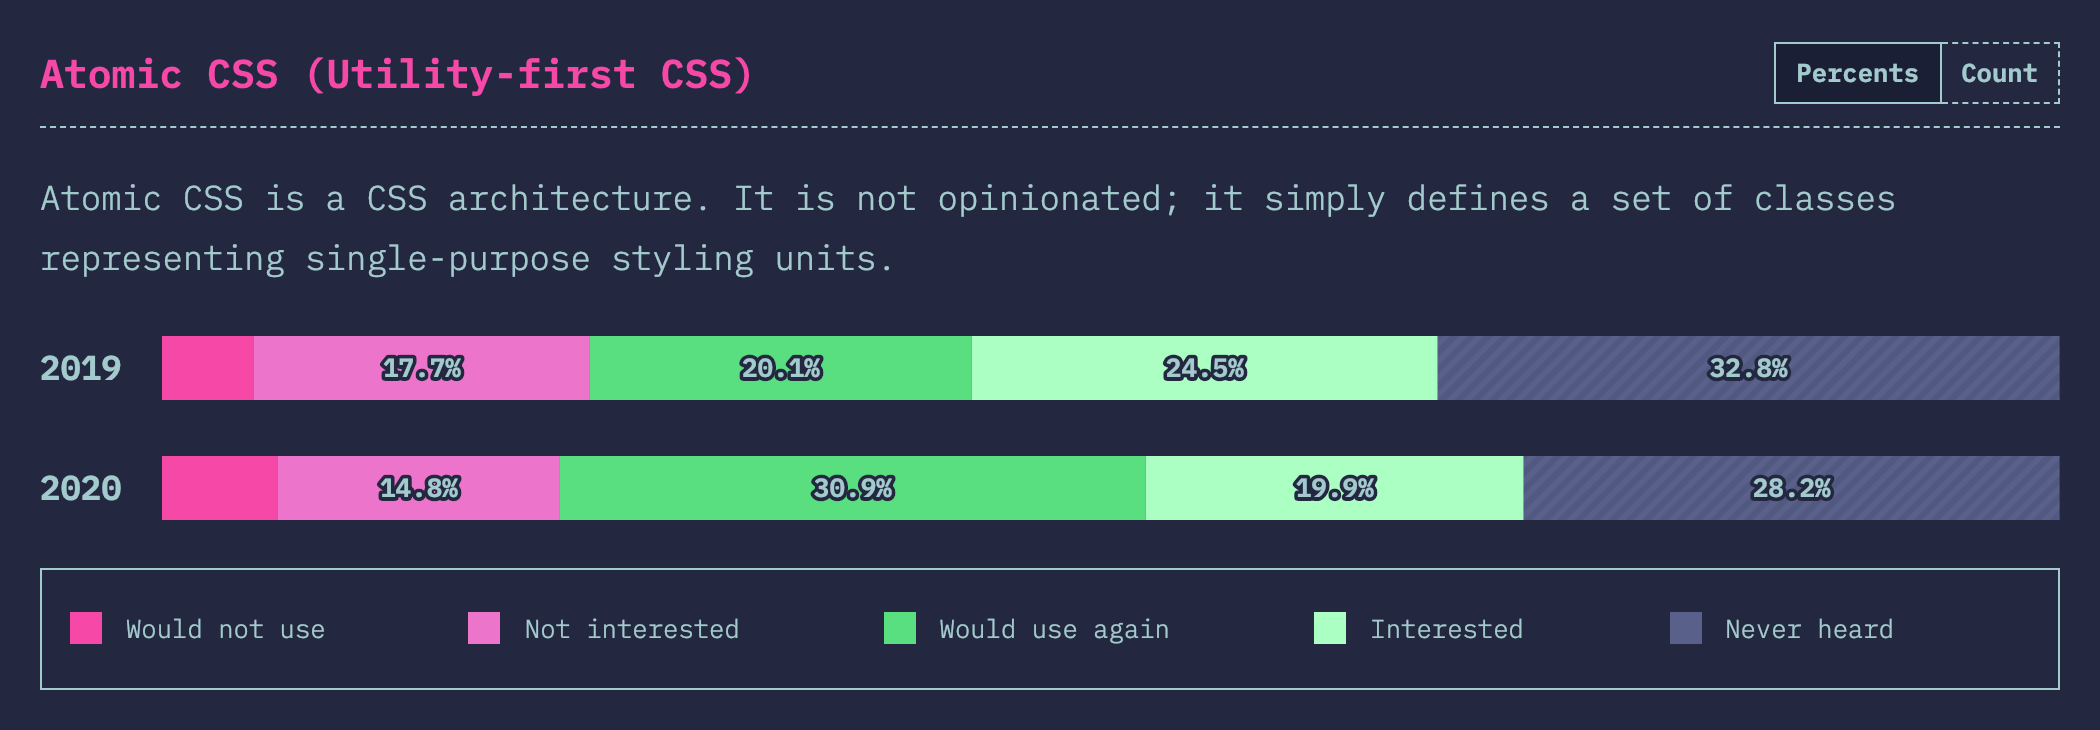 Atomic CSS (Utility-first CSS)
Percents Count
Atomic CSS is a CSS architecture. It is not opinionated; it simply defines a set of classes
representing single-purpose styling units.
2019 17.7% 20.1% 24.5% 32.8%
2020 14.8% 30.9% 19.9% 28.2%
Would not use Not interested Would use again Interested Never heard